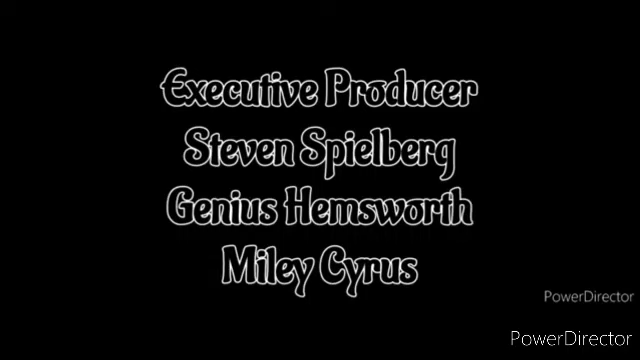 Executive Producer
Steven Spielberg
Genius Hemsworth
Miley Cyrus
PowerDirector
PowerDirector